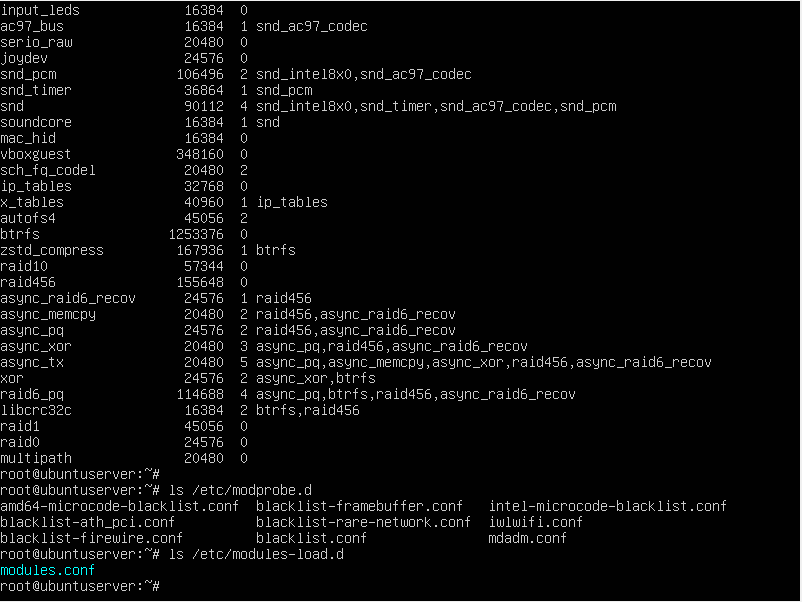 input_leds 16384 0
ac97_bus 16384 1 snd_ac97_codec
serio_raw 20480 0
joydev 24576 0
snd_pcm 106496 2 snd_intel8x0,snd_ac97_codec
snd_timer 36864 1 snd_pcm
snd 90112 4 snd_intel8x0,snd_timer,snd_ac97_codec,snd_pcm
soundcore 16384 1 snd
mac_hid 16384 0
vboxguest 348160 0
sch_fq_codel 20480 2
ip_tables 32768 0
x_tables 40960 1 ip_tables
autofs4 45056 2
btrfs 1253376 0
zstd_compress 167936 1 btrfs
raid10 57344 0
raid456 155648 0
async_raid6_recov 24576 1 raid456
async_memcpy 20480 2 raid456,async_raid6_recov
async_pq 24576 2 raid456,async_raid6_recov
async_xor 20480 3 async_pq,raid456,async_raid6_recov
async_tx 20480 5 async_pq,async_memcpy,async_xor,raid456,async_raid6_recov
xor 24576 2 async_xor,btrfs
raid6_pq 114688 4 async_pq,btrfs,raid456,async_raid6_recov
libcrc32c 16384 2 btrfs,raid456
raid1 45056 0
raid0 24576 0
multipath 20480 0
root@ubuntuserver:~#
root@ubuntuserver:~# ls /etc/modprobe.d
amd64-microcode-blacklist.conf blacklist-framebuffer.conf intel-microcode-blacklist.conf
blacklist-ath_pci.conf blacklist-rare-network.conf iwlwifi.conf
blacklist-firewire.conf blacklist.conf mdadm.conf
root@ubuntuserver:~# ls /etc/modules-load.d
modules.conf
root@ubuntuserver:~#